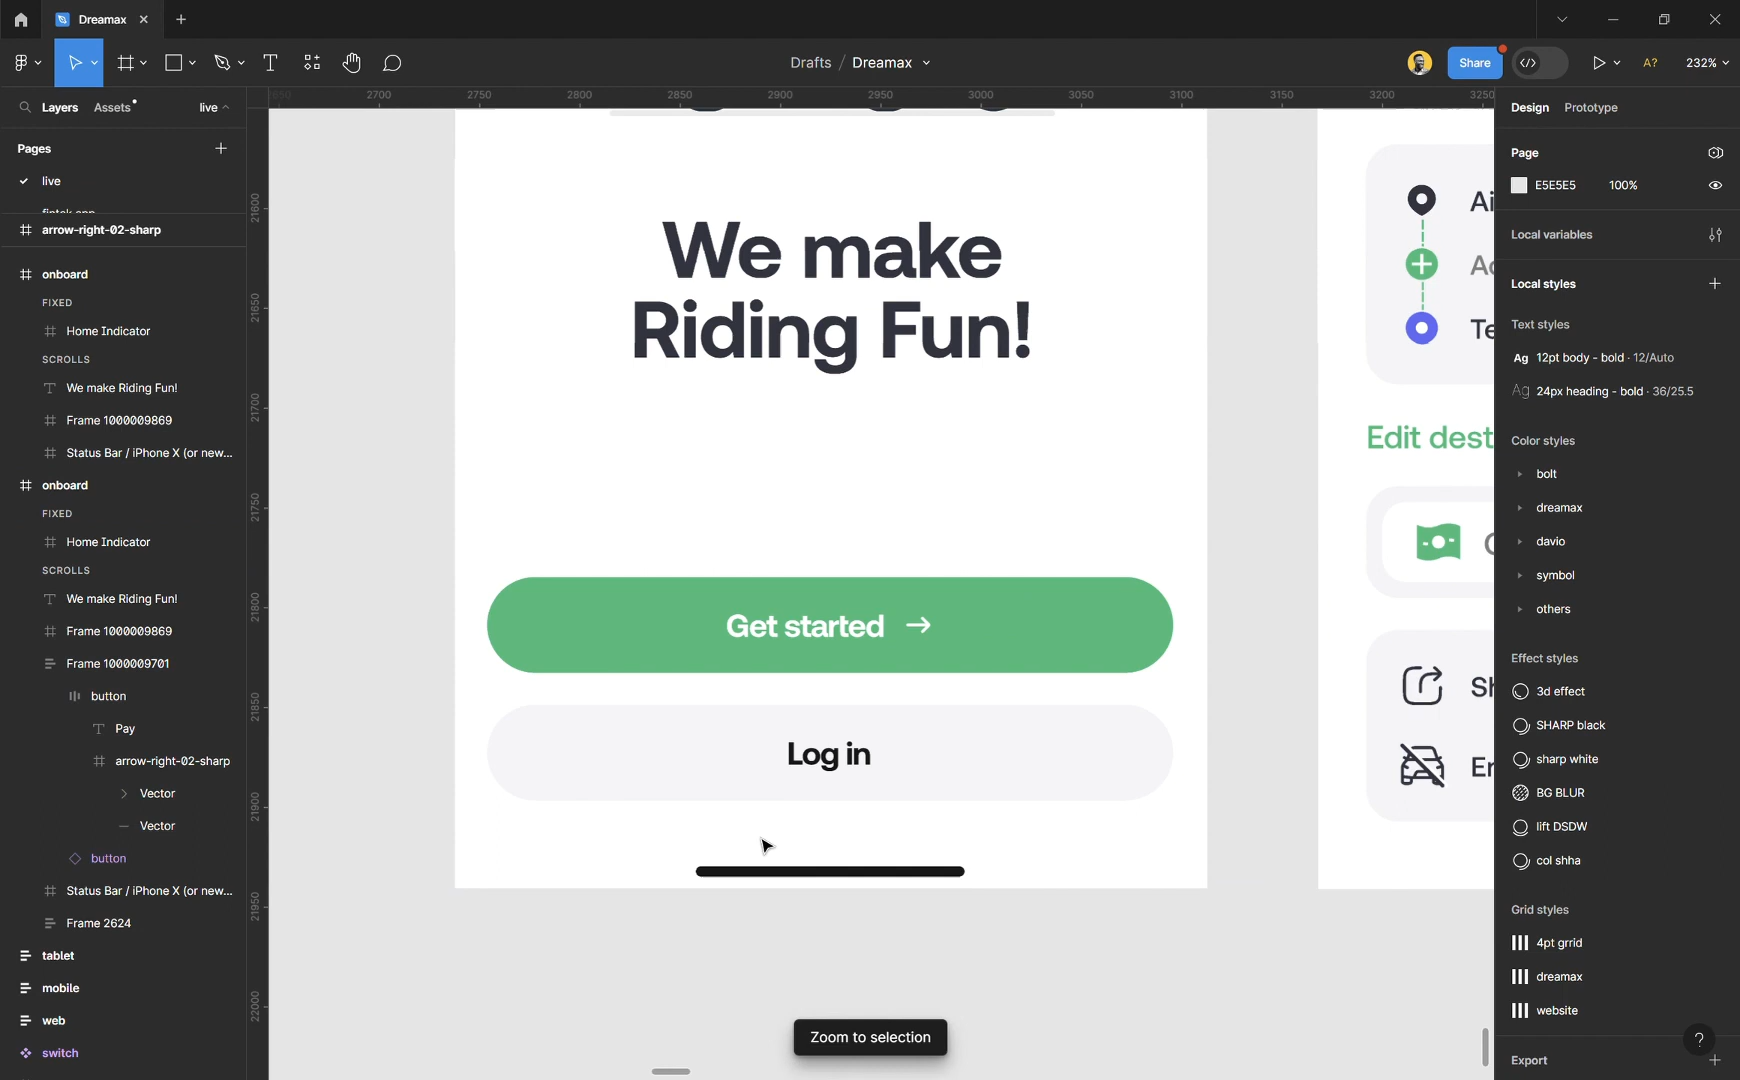 Dreamax
Drafts / Dreamax
Share
A?
232%
Layers
Assets
live
Pages
live
arrow-right-02-sharp
onboard
FIXED
Home Indicator
SCROLLS
We make Riding Fun!
Frame 1000009869
Status Bar / iPhone X (or new...
onboard
FIXED
Home Indicator
SCROLLS
We make Riding Fun!
Frame 1000009869
Frame 1000009701
button
Pay
arrow-right-02-sharp
Vector
Vector
button
Status Bar / iPhone X (or new...
Frame 2624
tablet
mobile
web
switch
2700 2750 2800 2850 2900 2950 3000 3050 3100 3150 3200 3250
21600
21650
21700
21750
21800
21850
21900
21950
22000
We make
Riding Fun!
Get started →
Log in
Edit dest
Zoom to selection
Design
Prototype
Page
E5E5E5 100%
Local variables
Local styles
Text styles
Ag 12pt body - bold · 12/Auto
Ag 24px heading - bold · 36/25.5
Color styles
bolt
dreamax
davio
symbol
others
Effect styles
3d effect
SHARP black
sharp white
BG BLUR
lift DSDW
col shha
Grid styles
4pt grrid
dreamax
website
?
Export